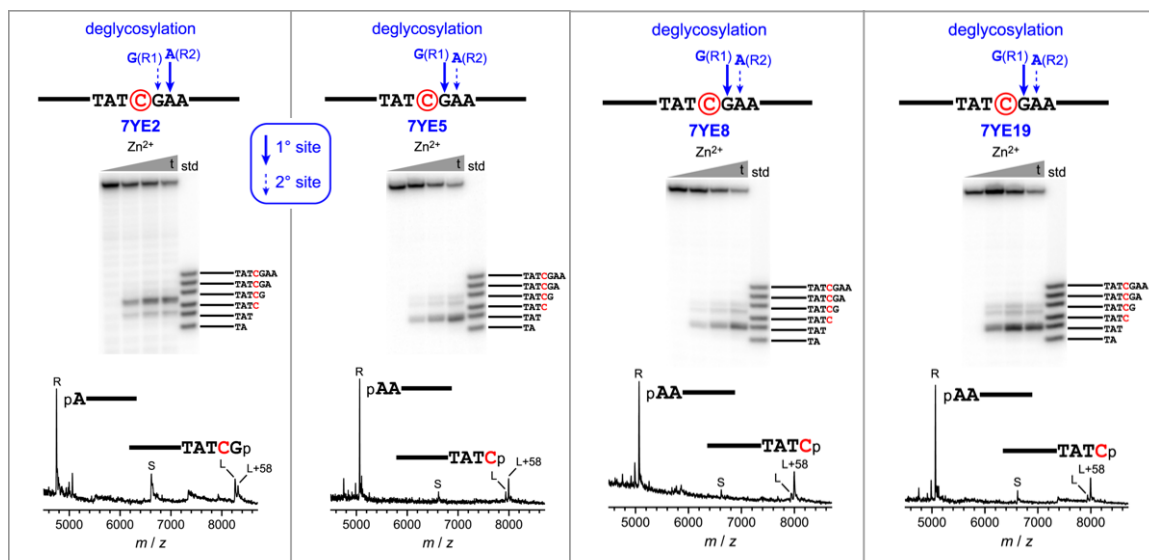 deglycosylation
G(R1) A(R2)
TATCGAA
7YE2
Zn2+
t std
1° site
2° site
TATCGAA
TATCGA
TATCG
TATC
TAT
TA
R
pA
TATCGp
S
L L+58
5000 6000 7000 8000
m / z
deglycosylation
G(R1) A(R2)
TATCGAA
7YE5
Zn2+
t std
TATCGAA
TATCGA
TATCG
TATC
TAT
TA
R
pAA
TATCp
S
L L+58
5000 6000 7000 8000
m / z
deglycosylation
G(R1) A(R2)
TATCGAA
7YE8
Zn2+
t std
TATCGAA
TATCGA
TATCG
TATC
TAT
TA
R
pAA
TATCp
S
L L+58
5000 6000 7000 8000
m / z
deglycosylation
G(R1) A(R2)
TATCGAA
7YE19
Zn2+
t std
TATCGAA
TATCGA
TATCG
TATC
TAT
TA
R
pAA
TATCp
S
L L+58
5000 6000 7000 8000
m / z